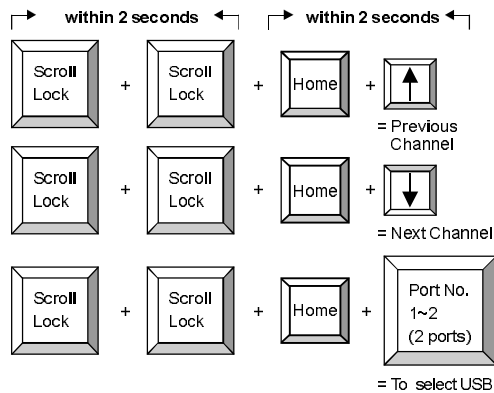 within 2 seconds within 2 seconds
Scroll Lock + Scroll Lock + Home +
= Previous Channel
Scroll Lock + Scroll Lock + Home +
= Next Channel
Scroll Lock + Scroll Lock + Home + Port No. 1~2 (2 ports)
= To select USB